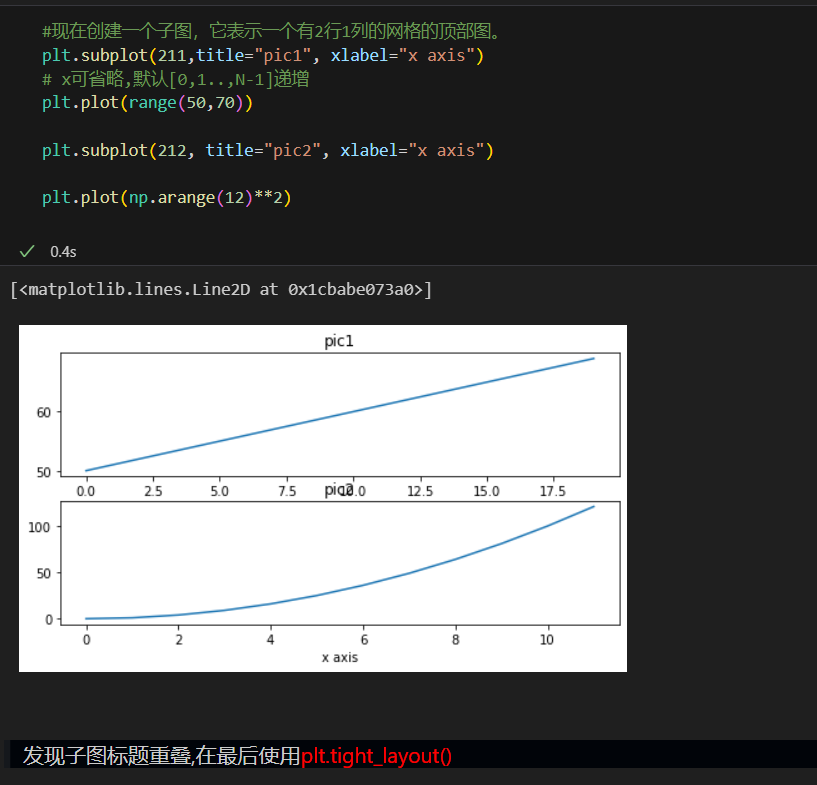 #现在创建一个子图，它表示一个有2行1列的网格的顶部图。
plt.subplot(211,title="pic1", xlabel="x axis")
# x可省略,默认[0,1..,N-1]递增
plt.plot(range(50,70))
plt.subplot(212, title="pic2", xlabel="x axis")
plt.plot(np.arange(12)**2)
0.4s
[<matplotlib.lines.Line2D at 0x1cbabe073a0>]
pic1
60
50
0.0 2.5 5.0 7.5 10.0 12.5 15.0 17.5
pic2
100
50
0
0 2 4 6 8 10
x axis
发现子图标题重叠,在最后使用plt.tight_layout()